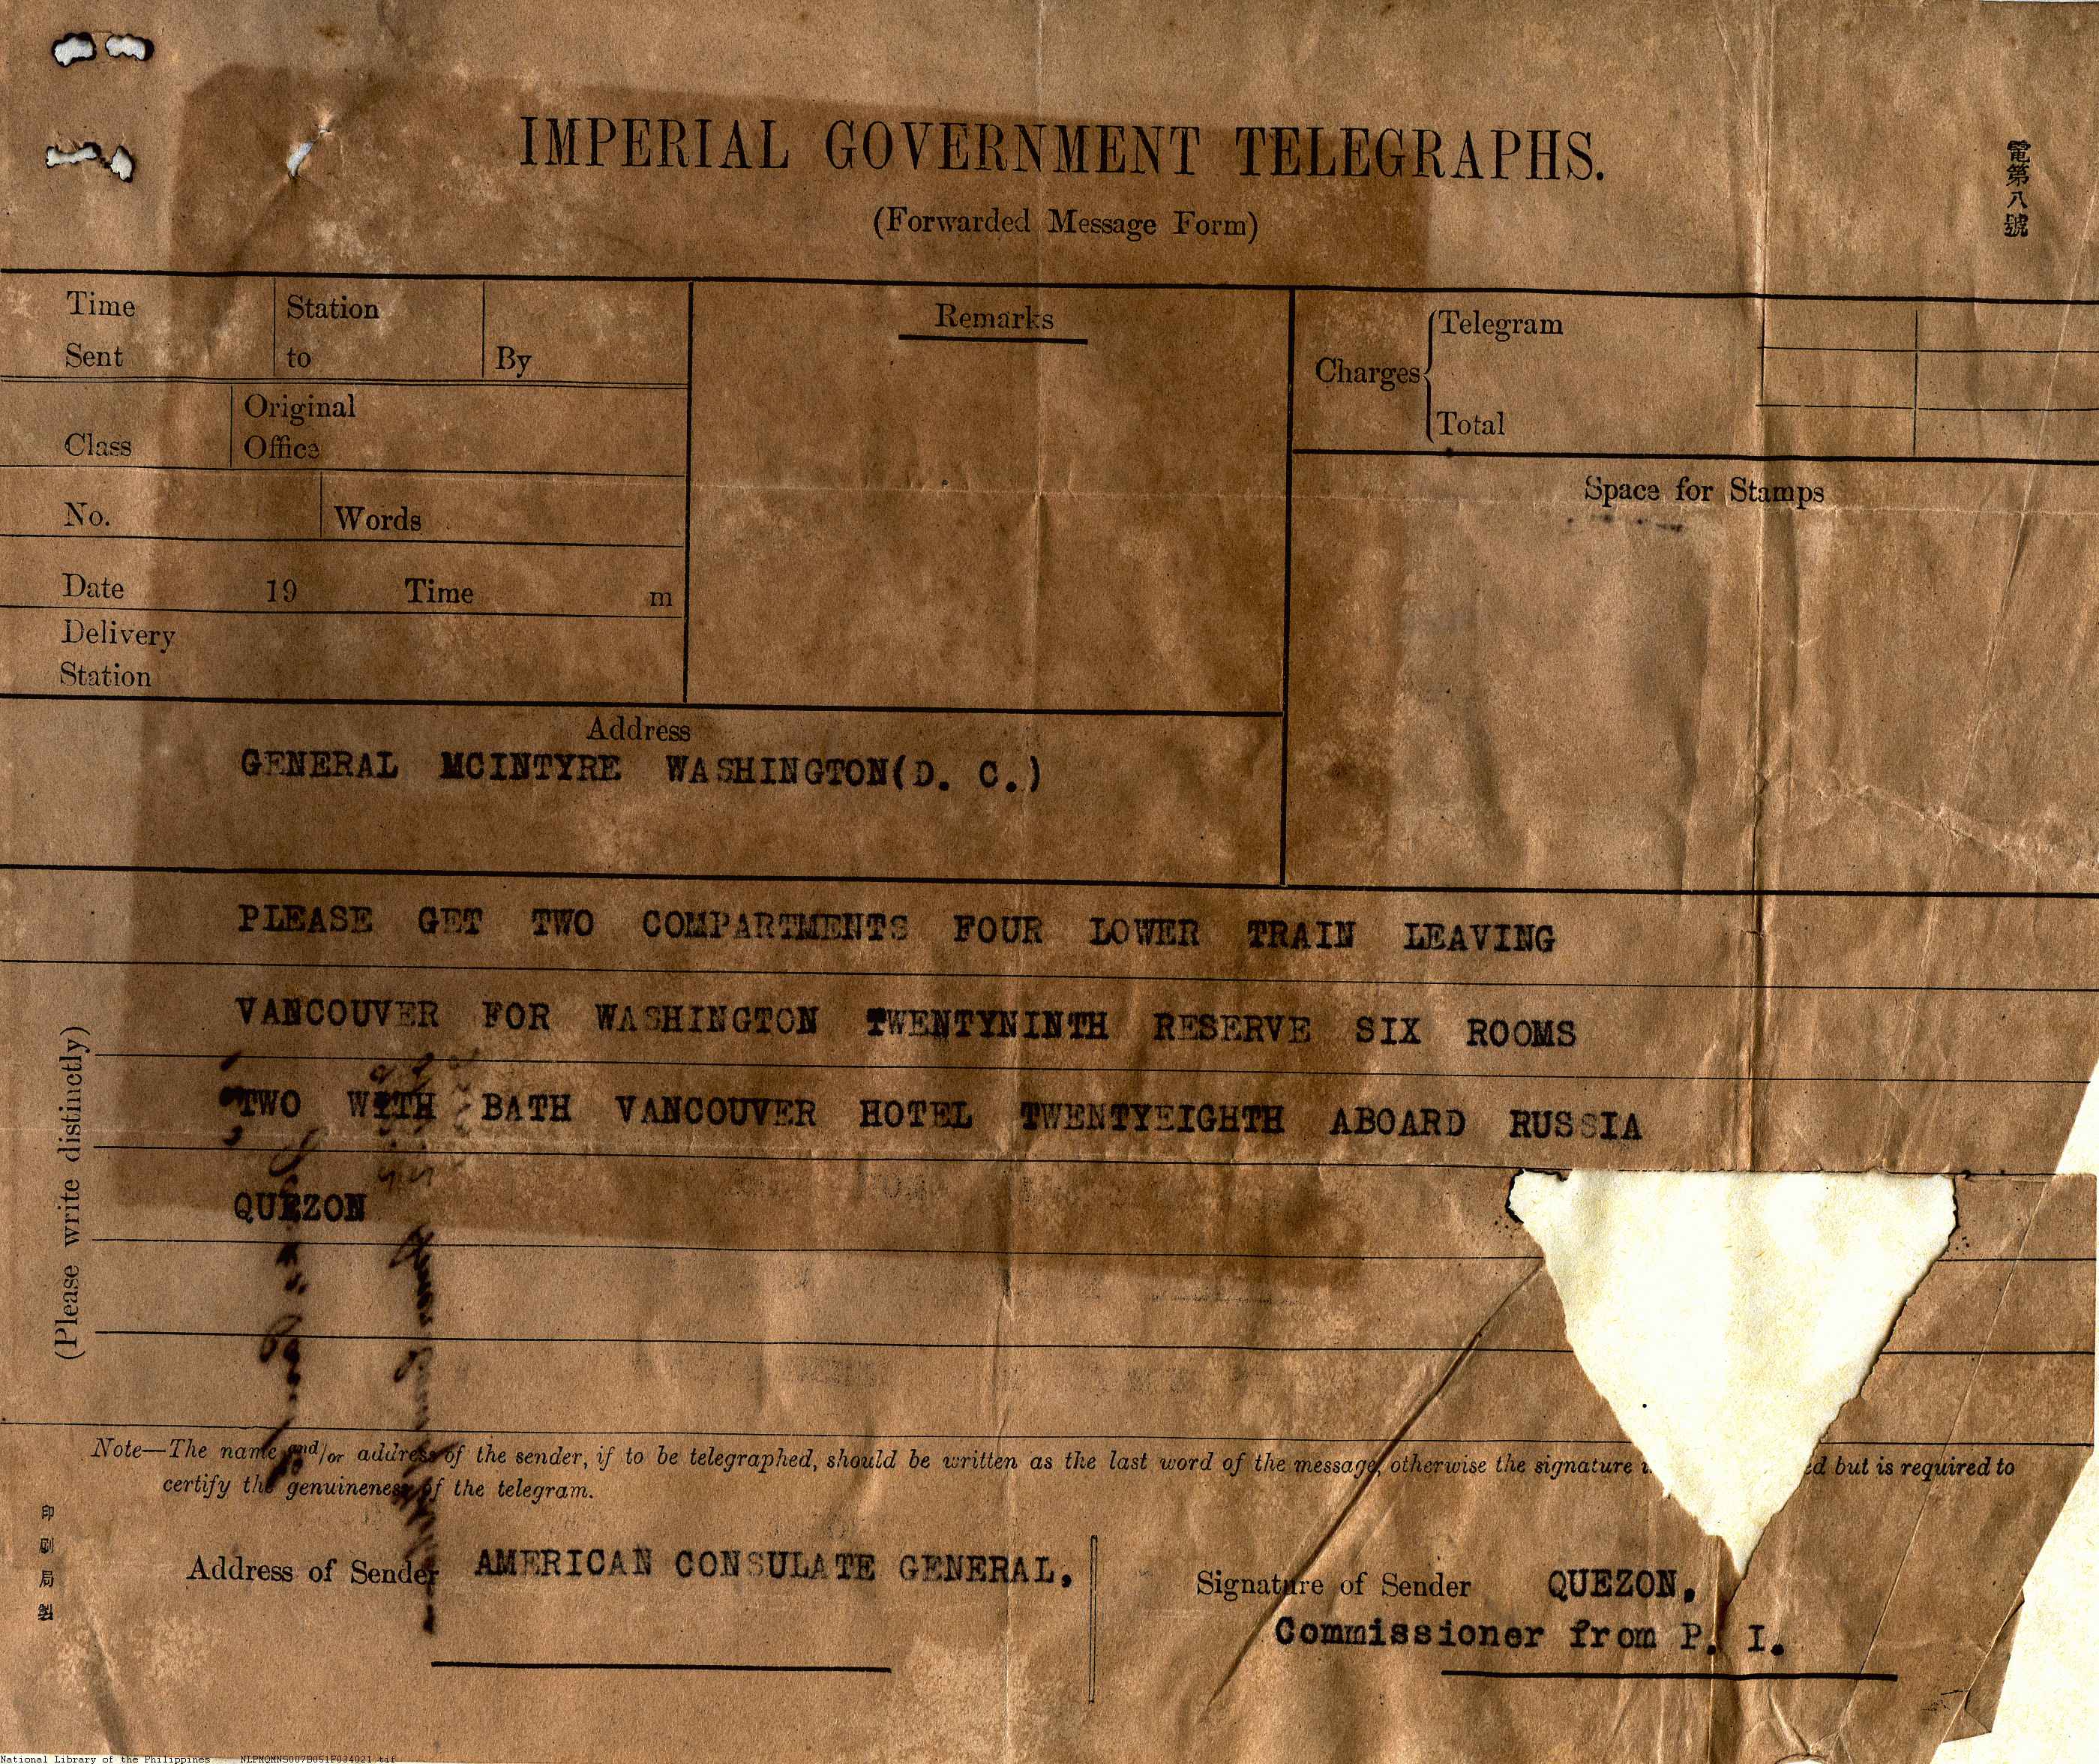 IMPERIAL GOVERNMENT TELEGRAPHS.
(Forwarded Message Form)
電第八號
Time Sent
Station to
By
Remarks
Charges
Telegram
Total
Class
Original Office
Space for Stamps
No.
Words
Date 19 Time m
Delivery Station
Address
GENERAL MCINTYRE WASHINGTON(D. C.)
(Please write distinctly)
PLEASE GET TWO COMPARTMENTS FOUR LOWER TRAIN LEAVING
VANCOUVER FOR WASHINGTON TWENTYNINTH RESERVE SIX ROOMS
TWO WITH BATH VANCOUVER HOTEL TWENTYEIGHTH ABOARD RUSSIA
QUEZON
Note—The name and/or address of the sender, if to be telegraphed, should be written as the last word of the message, otherwise the signature but is required to
certify the genuineness of the telegram.
印刷局製
Address of Sender AMERICAN CONSULATE GENERAL,
Signature of Sender QUEZON,
Commissioner from P. I.
National Library of the Philippines NLPMQMNS007B051F034021.tif